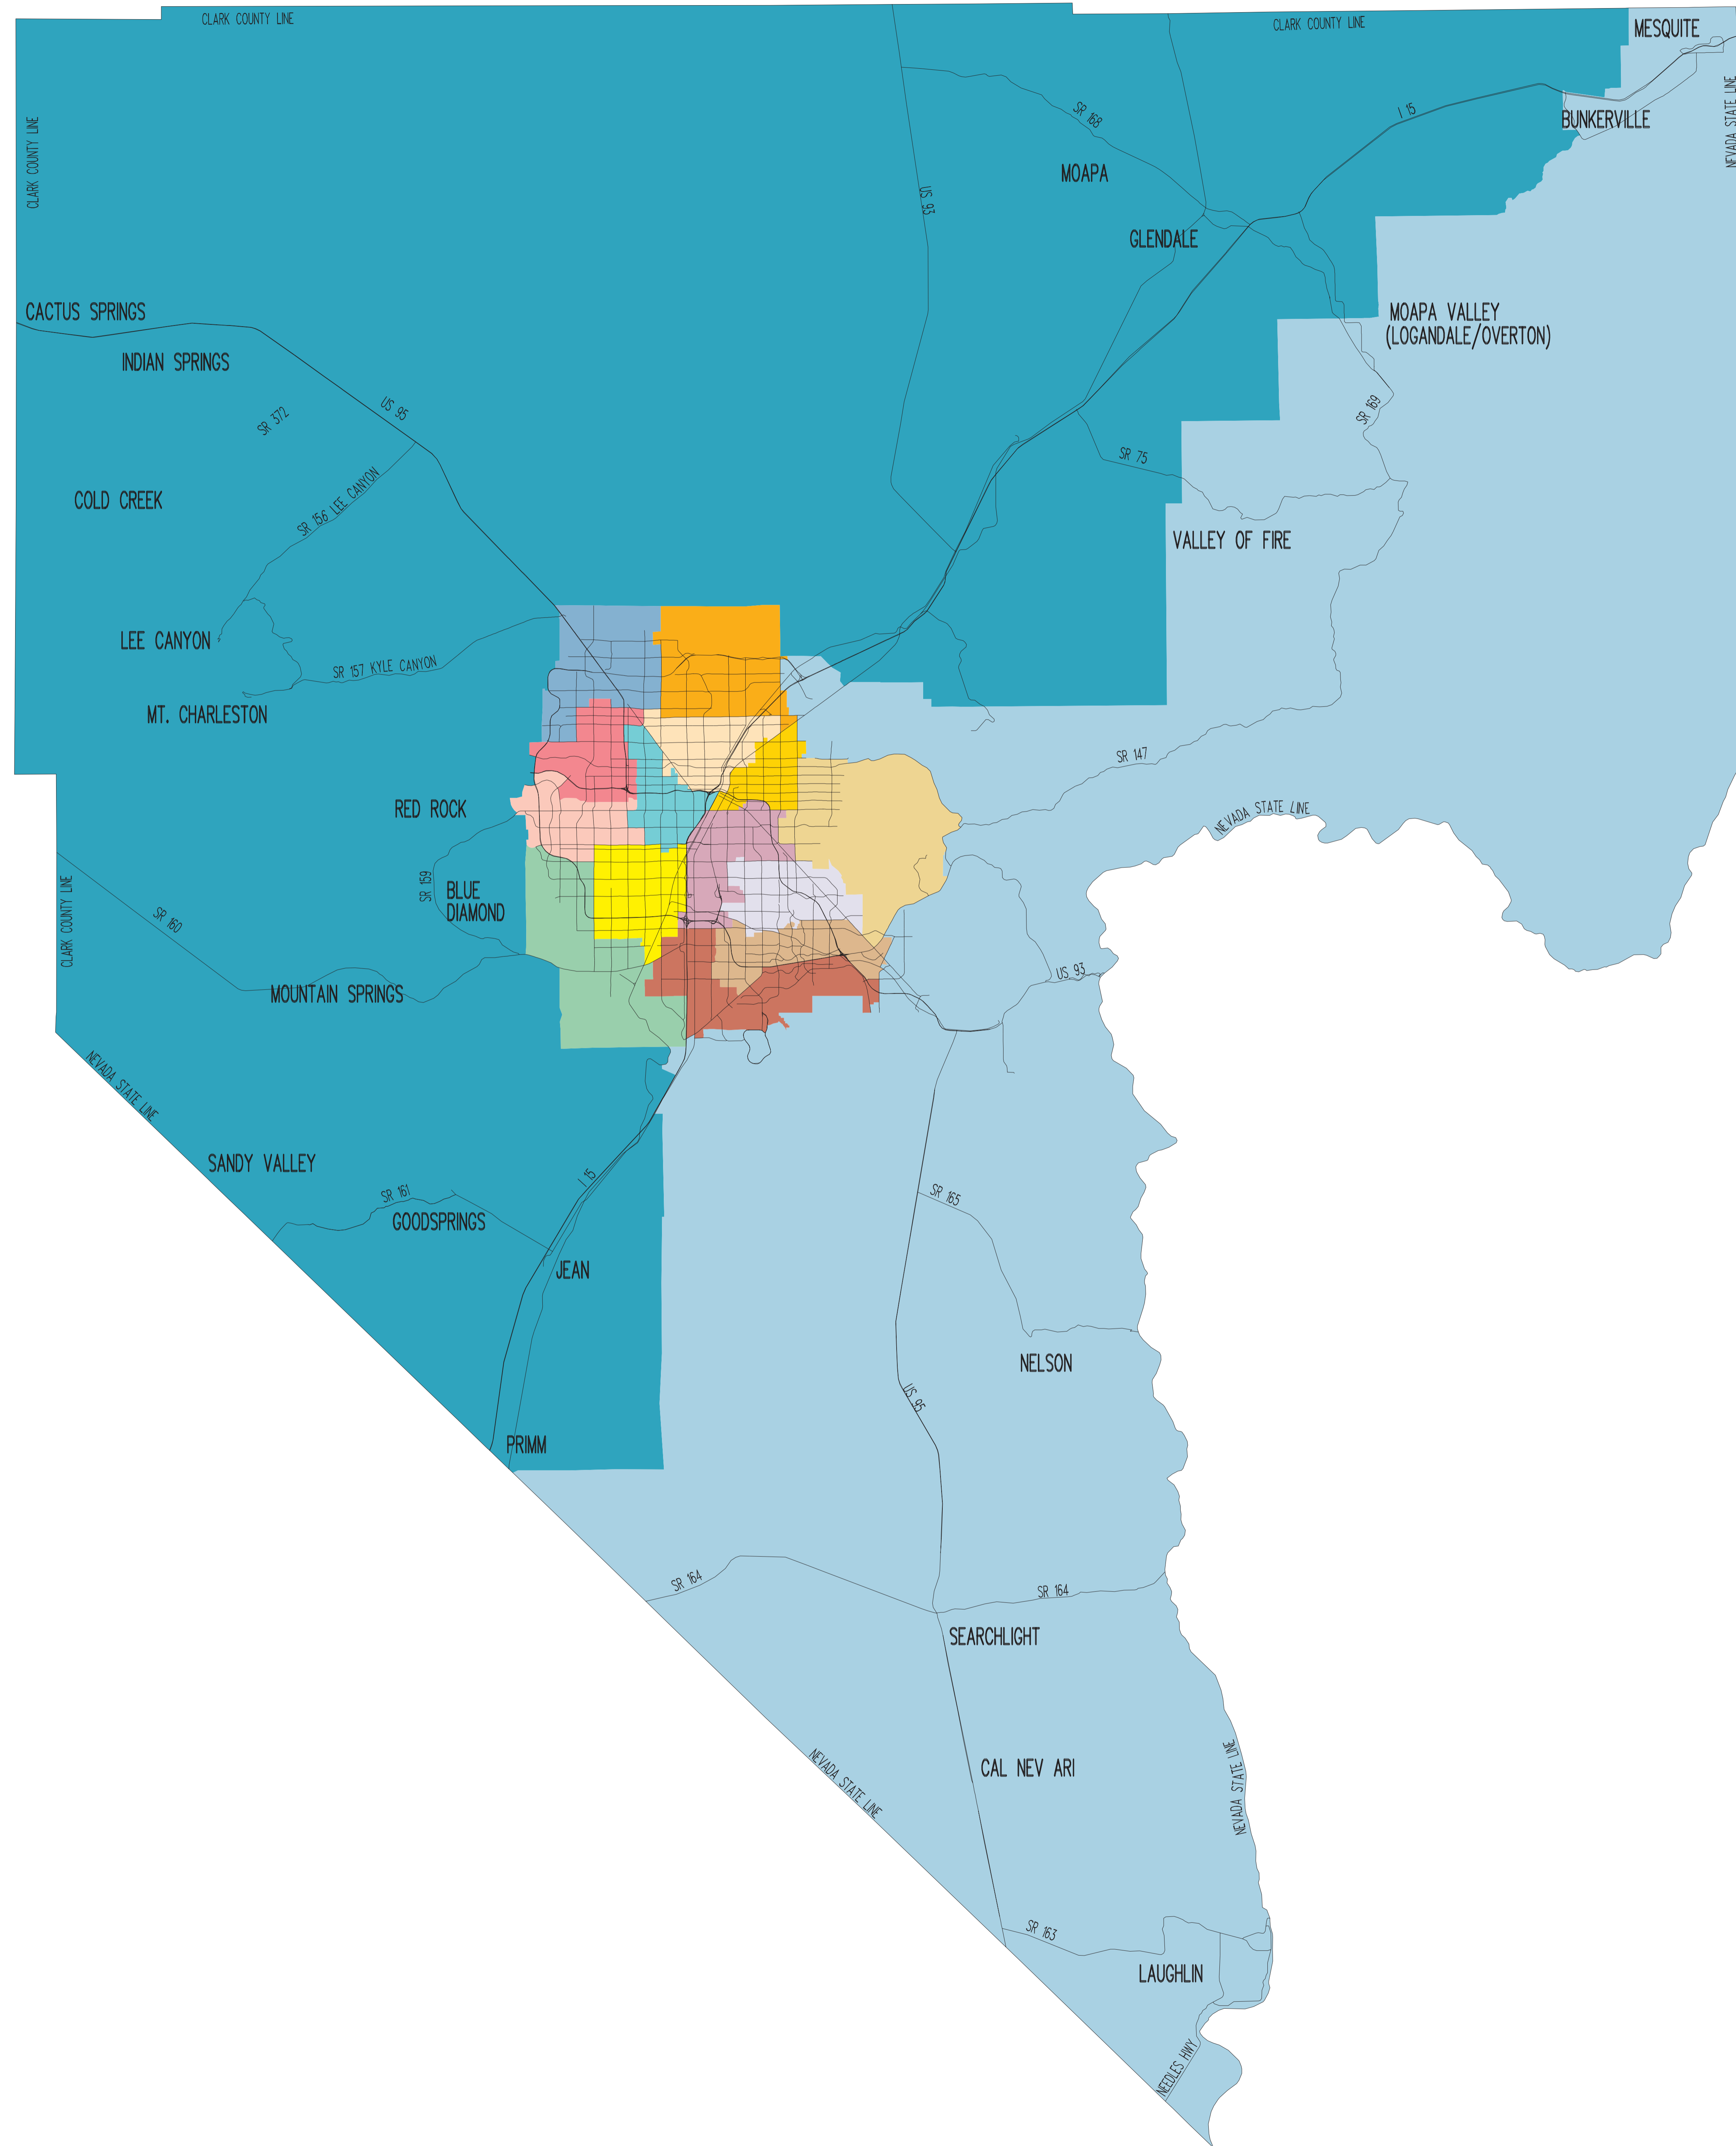 CLARK COUNTY LINE
CLARK COUNTY LINE
MESQUITE
NEVADA STATE LINE
CLARK COUNTY LINE
I 15
BUNKERVILLE
SR 168
MOAPA
US 93
GLENDALE
CACTUS SPRINGS
MOAPA VALLEY
(LOGANDALE/OVERTON)
INDIAN SPRINGS
SR 372
US 95
SR 169
SR 75
COLD CREEK
SR 156 LEE CANYON
VALLEY OF FIRE
LEE CANYON
SR 157 KYLE CANYON
MT. CHARLESTON
SR 147
RED ROCK
NEVADA STATE LINE
SR 159
BLUE
DIAMOND
CLARK COUNTY LINE
SR 160
US 93
MOUNTAIN SPRINGS
NEVADA STATE LINE
SANDY VALLEY
SR 161
I 15
SR 165
GOODSPRINGS
JEAN
NELSON
US 95
PRIMM
SR 164
SR 164
SEARCHLIGHT
CAL NEV ARI
NEVADA STATE LINE
NEVADA STATE LINE
SR 163
LAUGHLIN
NEEDLES HWY